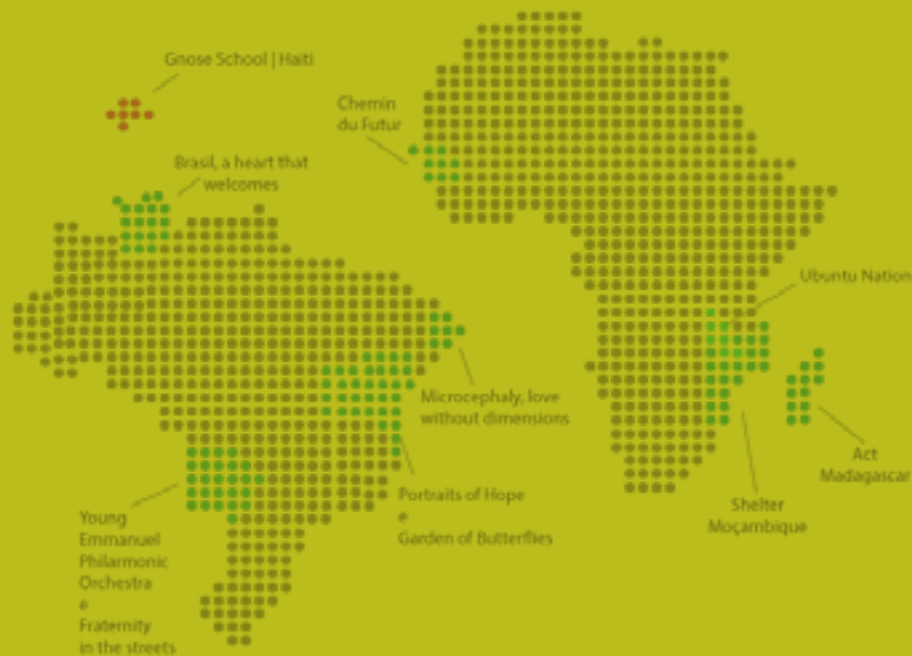 Gnose School | Haiti
Chemin
du Futur
Brasil, a heart that
welcomes
Ubuntu Nation
Microcephaly, love
without dimensions
Act
Madagascar
Portraits of Hope
e
Garden of Butterflies
Shelter
Moçambique
Young
Emmanuel
Philarmonic
Orchestra
e
Fraternity
in the streets